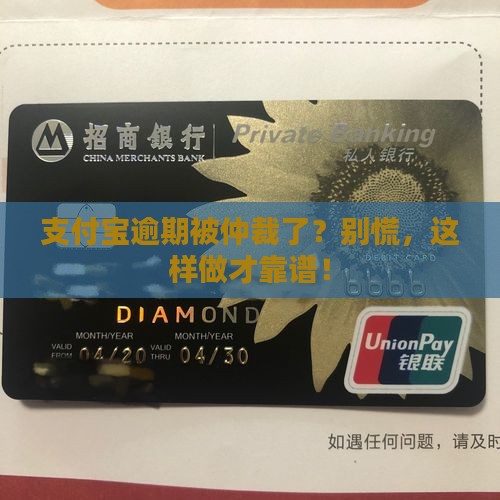 招商银行
CHINA MERCHANTS BANK
Private Banking
私人银行
支付宝逾期被仲裁了？别慌，这
样做才靠谱！
DEBIT CARD
DIAMOND
MONTH/YEAR MONTH/YEAR
VALID FROM 04/20 VALID THRU 04/30
UnionPay
银联
如遇任何问题，请及时